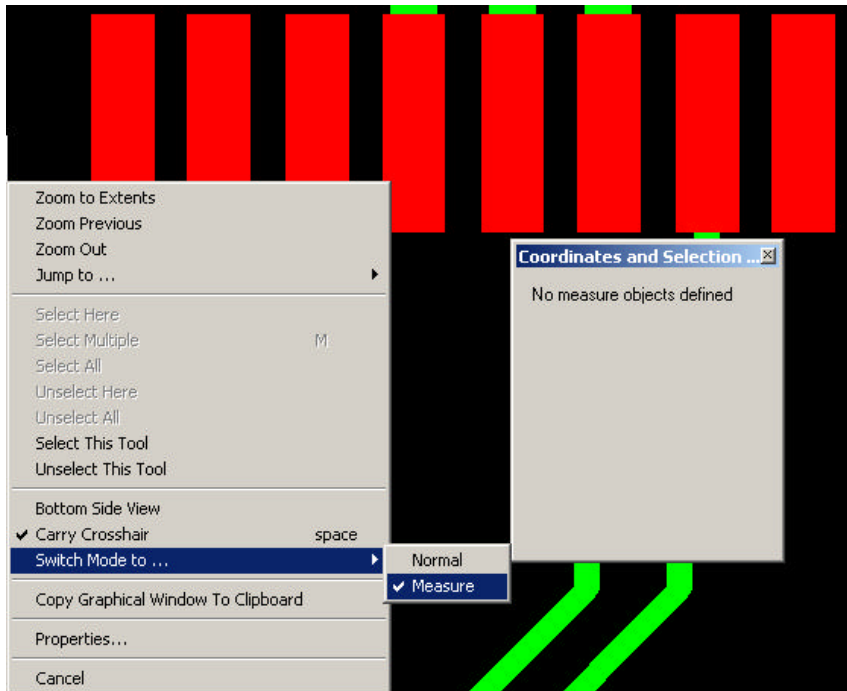 Zoom to Extents
Zoom Previous
Zoom Out
Jump to ...
Select Here
Select Multiple M
Select All
Unselect Here
Unselect All
Select This Tool
Unselect This Tool
Bottom Side View
Carry Crosshair space
Switch Mode to ...
Normal
Measure
Copy Graphical Window To Clipboard
Properties...
Cancel
Coordinates and Selection ...
No measure objects defined